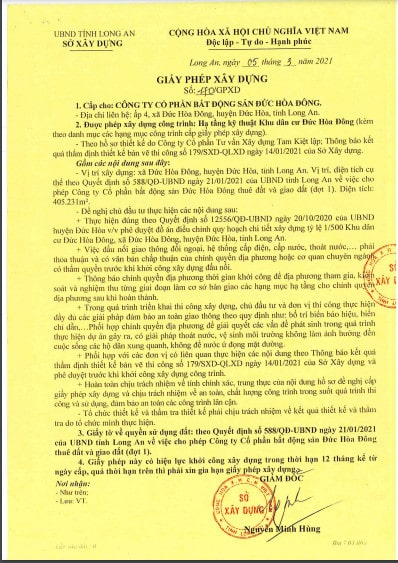 UBND TỈNH LONG AN
SỞ XÂY DỰNG
CỘNG HÒA XÃ HỘI CHỦ NGHĨA VIỆT NAM
Độc lập - Tự do - Hạnh phúc
Long An, ngày 05 tháng 3 năm 2021
GIẤY PHÉP XÂY DỰNG
Số: 170/GPXD
1. Cấp cho: CÔNG TY CỔ PHẦN BẤT ĐỘNG SẢN ĐỨC HÒA ĐÔNG.
- Địa chỉ liên hệ: ấp 4, xã Đức Hòa Đông, huyện Đức Hòa, tỉnh Long An.
2. Được phép xây dựng công trình: Hạ tầng kỹ thuật Khu dân cư Đức Hòa Đông (kèm
theo danh mục các hạng mục công trình cấp giấy phép xây dựng).
- Theo hồ sơ thiết kế do Công ty Cổ phần Tư vấn Xây dựng Tam Kiệt lập; Thông báo kết
quả thẩm định thiết kế bản vẽ thi công số 179/SXD-QLXD ngày 14/01/2021 của Sở Xây dựng.
Gồm các nội dung sau đây:
- Vị trí xây dựng: xã Đức Hòa Đông, huyện Đức Hòa, tỉnh Long An. Vị trí, diện tích cụ
thể theo Quyết định số 588/QĐ-UBND ngày 21/01/2021 của UBND tỉnh Long An về việc cho
phép Công ty Cổ phần bất động sản Đức Hòa Đông thuê đất và giao đất (đợt 1). Diện tích:
405.231m².
- Đề nghị chủ đầu tư thực hiện các nội dung sau:
+ Thực hiện đúng theo Quyết định số 12556/QĐ-UBND ngày 20/10/2020 của UBND
huyện Đức Hòa v/v phê duyệt đồ án điều chỉnh quy hoạch chi tiết xây dựng tỷ lệ 1/500 Khu
dân cư Đức Hòa Đông, xã Đức Hòa Đông, huyện Đức Hòa, tỉnh Long An.
+ Việc đấu nối giao thông đối ngoại, hệ thống cấp điện, cấp nước, thoát nước,… phải
thỏa thuận và có văn bản chấp thuận của chính quyền địa phương hoặc cơ quan chuyên ngành
có thẩm quyền trước khi khởi công xây dựng đấu nối.
+ Thông báo chính quyền địa phương thời gian khởi công để địa phương tham gia, kiểm
soát và nghiệm thu từng giai đoạn làm cơ sở bàn giao các hạng mục hạ tầng cho chính quyền
địa phương sau khi hoàn thành.
+ Trong quá trình triển khai thi công xây dựng, chủ đầu tư và đơn vị thi công thực hiện
đầy đủ các giải pháp đảm bảo an toàn giao thông theo quy định như: bố trí biển báo hiệu, biển
chỉ dẫn,…Phối hợp chính quyền địa phương để giải quyết các vấn đề phát sinh trong quá trình
thực hiện dự án gây ra, có giải pháp thoát nước, vệ sinh môi trường không làm ảnh hưởng đến
cuộc sống các hộ dân xung quanh, không để nước ứ đọng mặt đường.
+ Phối hợp với các đơn vị có liên quan thực hiện các nội dung theo Thông báo kết quả
thẩm định thiết kế bản vẽ thi công số 179/SXD-QLXD ngày 14/01/2021 của Sở Xây dựng và
phê duyệt trước khi khởi công xây dựng công trình.
+ Hoàn toàn chịu trách nhiệm về tính chính xác, trung thực của nội dung hồ sơ đề nghị cấp
giấy phép xây dựng và chịu trách nhiệm về an toàn, chất lượng công trình trong suốt quá trình thi
công và sử dụng, đảm bảo an toàn các công trình lân cận.
- Tổ chức thiết kế và thẩm tra thiết kế phải chịu trách nhiệm về kết quả thiết kế và thẩm
tra do tổ chức mình thực hiện.
3. Giấy tờ về quyền sử dụng đất: theo Quyết định số 588/QĐ-UBND ngày 21/01/2021
của UBND tỉnh Long An về việc cho phép Công ty Cổ phần bất động sản Đức Hòa Đông
thuê đất và giao đất (đợt 1).
4. Giấy phép này có hiệu lực khởi công xây dựng trong thời hạn 12 tháng kể từ
ngày cấp, quá thời hạn trên thì phải xin gia hạn giấy phép xây dựng.
Nơi nhận:
- Như trên;
- Lưu: VT.
GIÁM ĐỐC
SỞ
XÂY DỰNG
TỈNH LONG
Nguyễn Minh Hùng
SỞ
XÂY DỰ